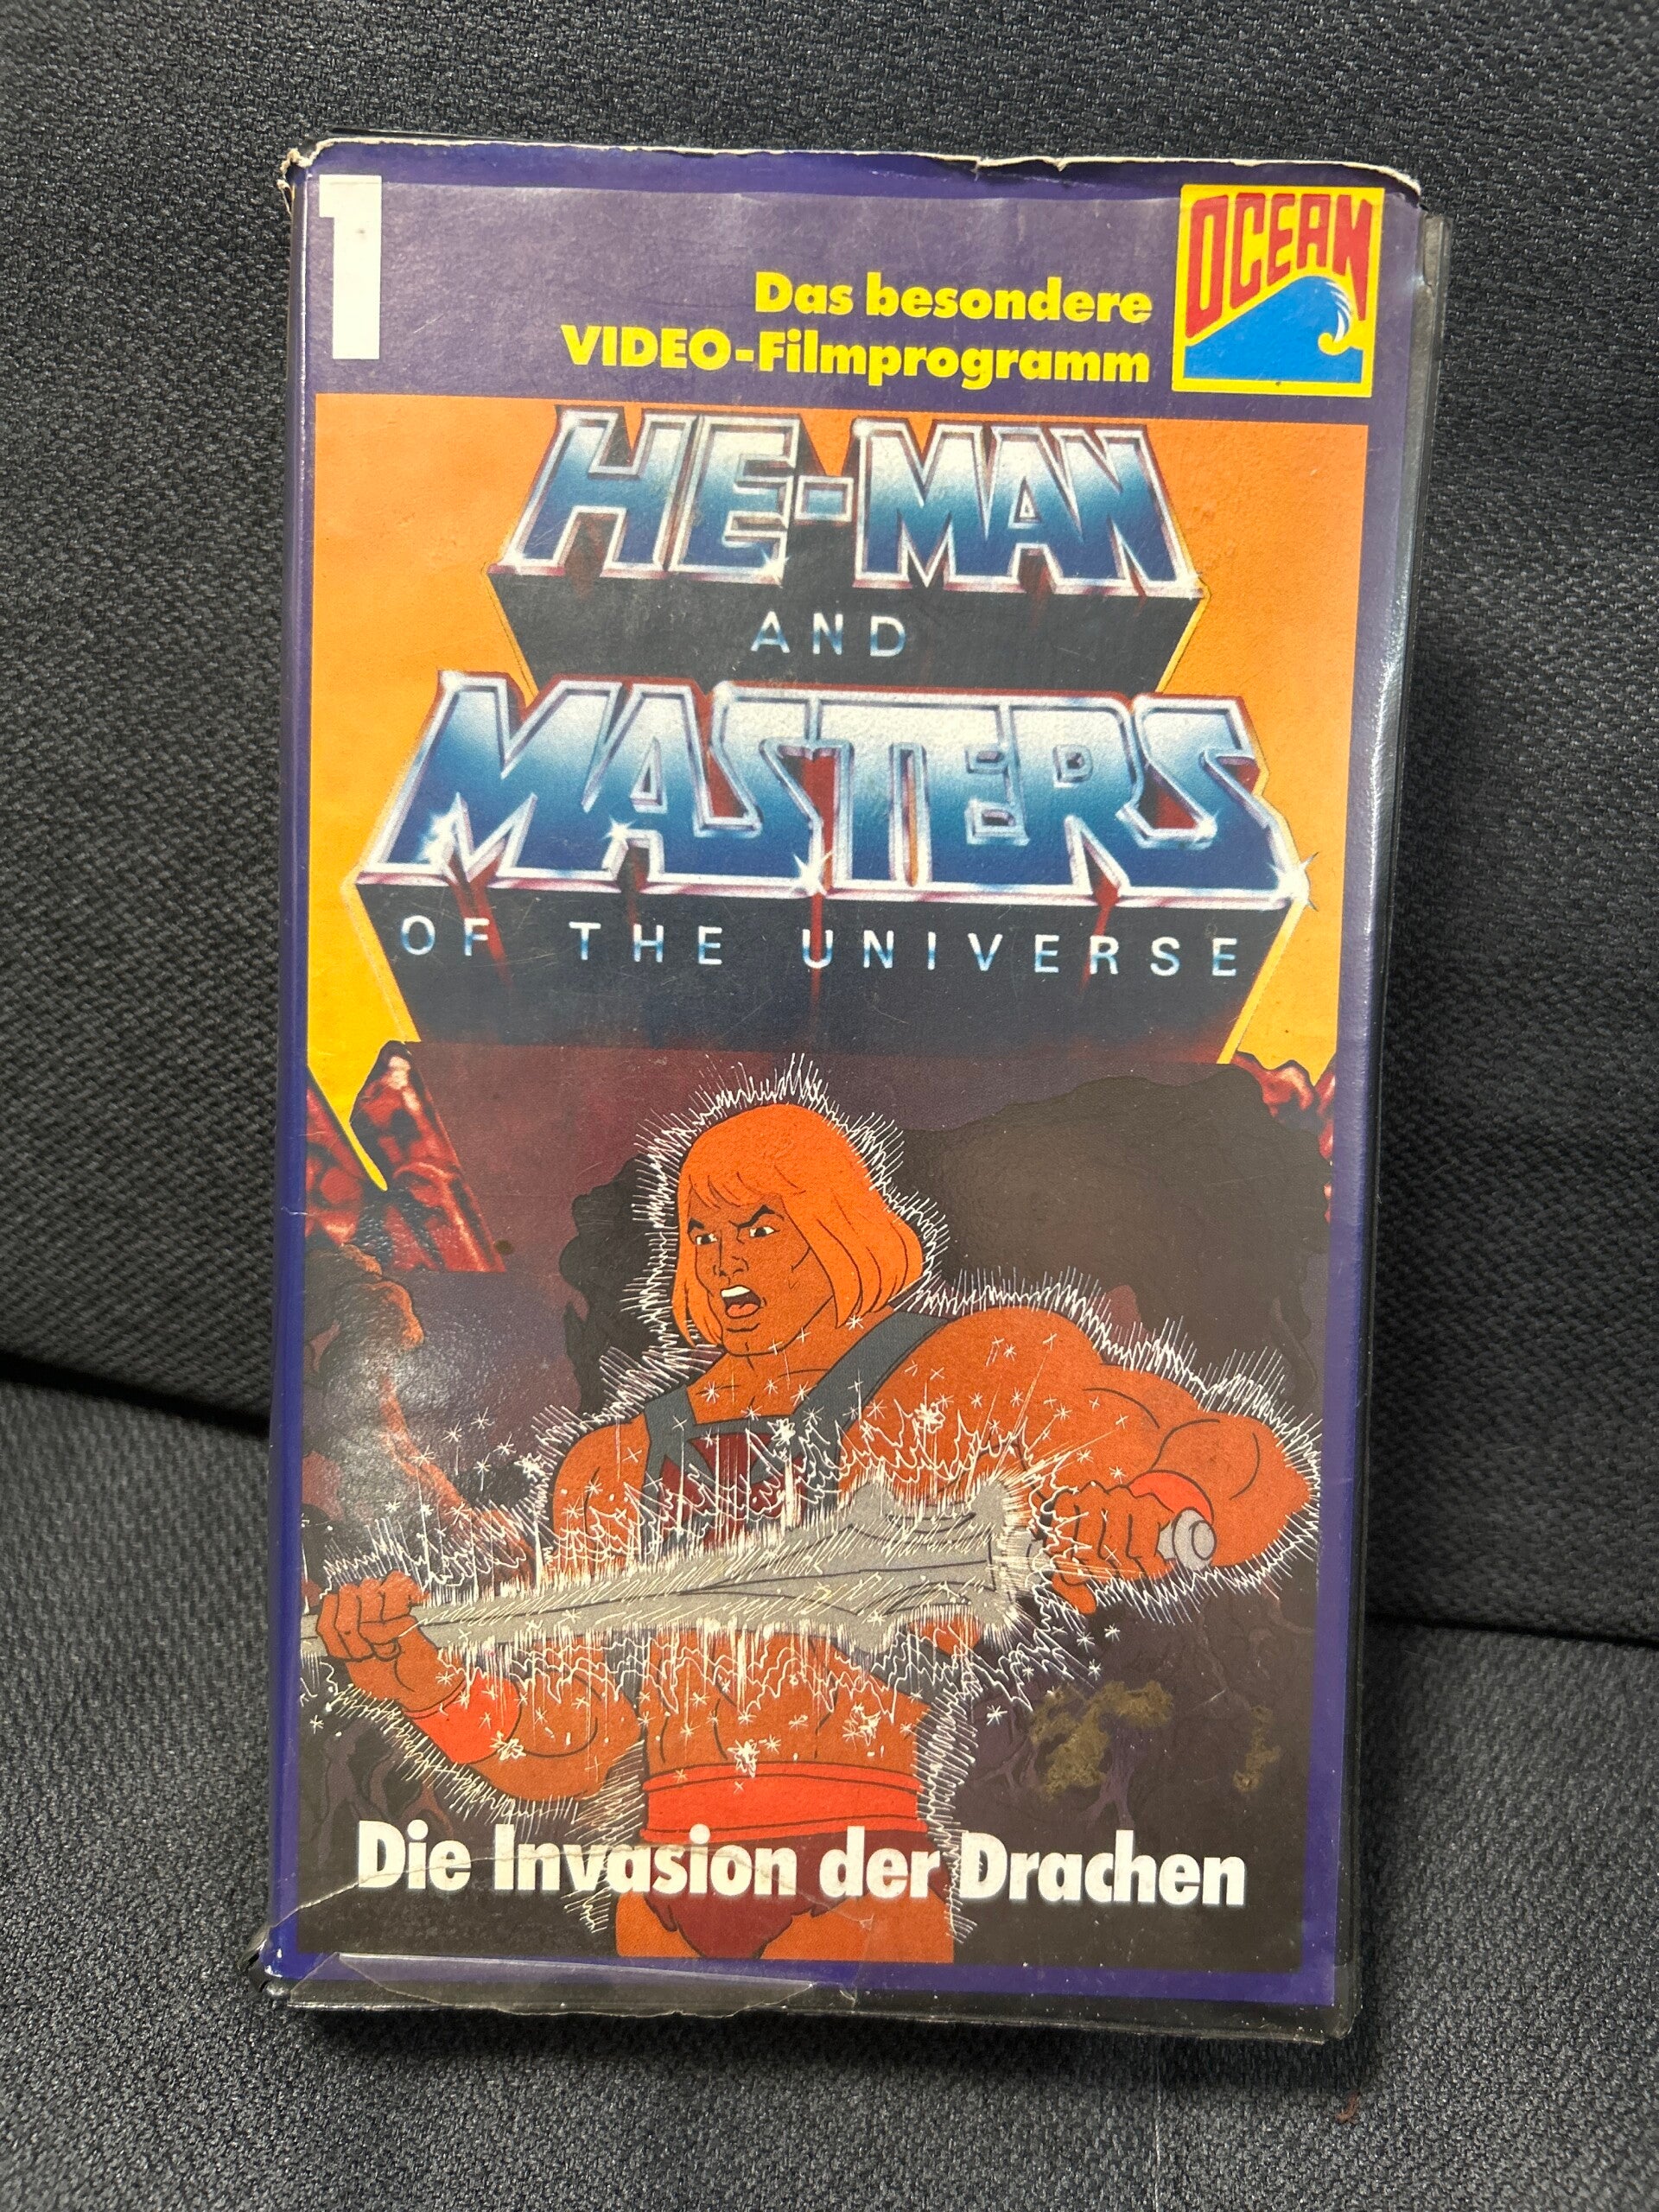 1
OCEAN
Das besondere
VIDEO-Filmprogramm
HE-MAN
AND
MASTERS
OF THE UNIVERSE
Die Invasion der Drachen